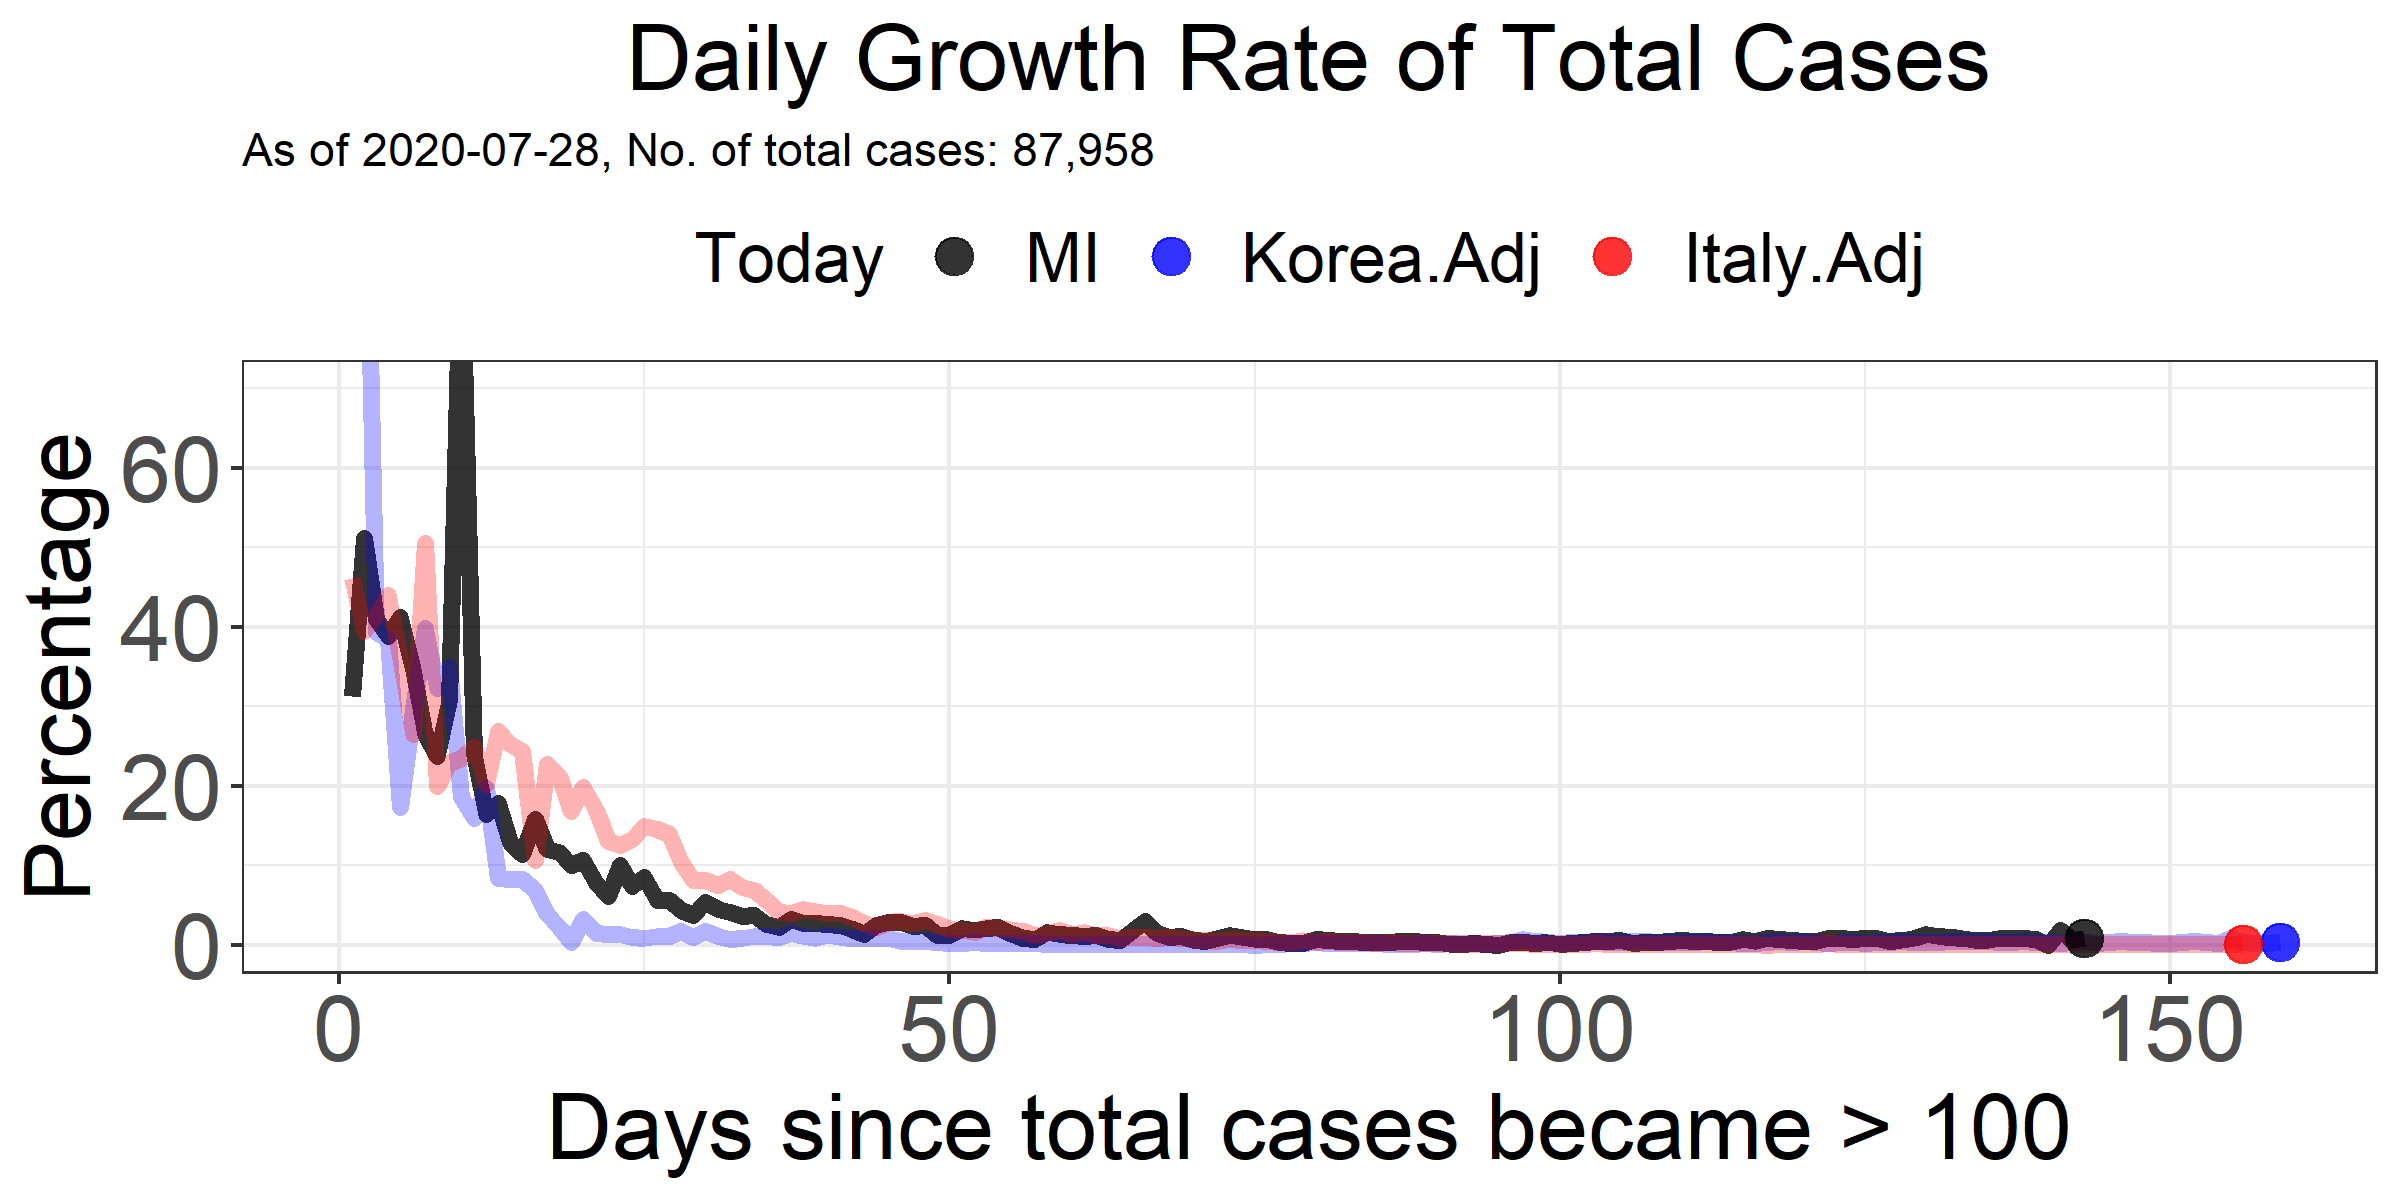 Daily Growth Rate of Total Cases
As of 2020-07-28, No. of total cases: 87,958
Today MI Korea.Adj Italy.Adj
Percentage
60
40
20
0
0 50 100 150
Days since total cases became > 100